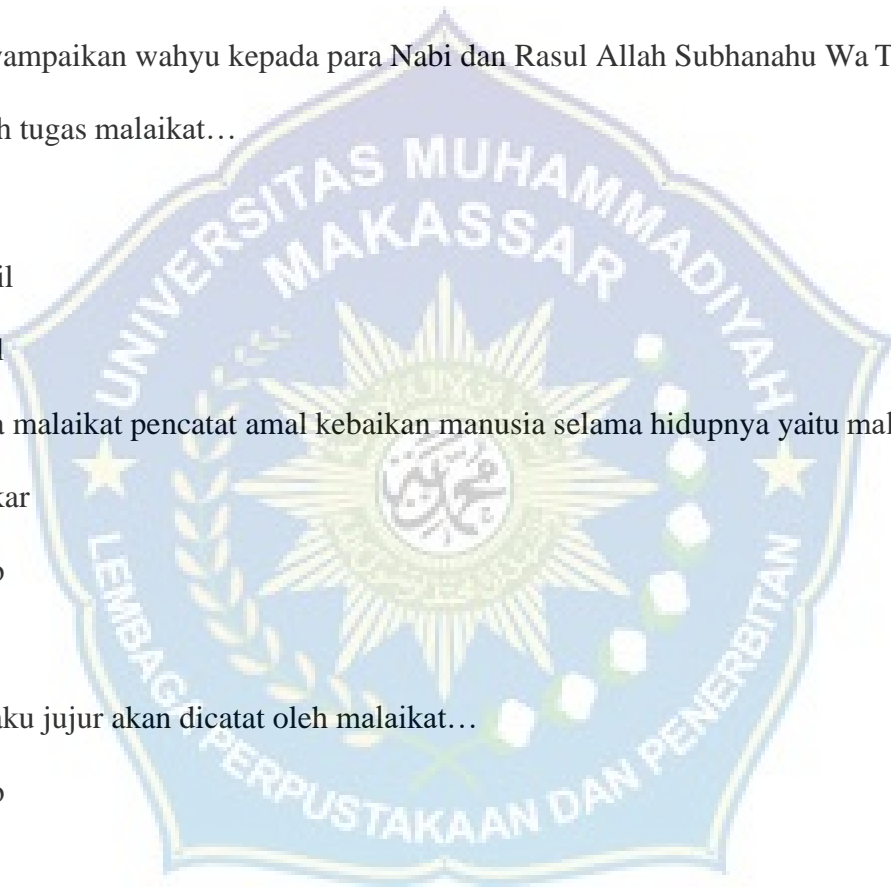 yampaikan wahyu kepada para Nabi dan Rasul Allah Subhanahu Wa T
h tugas malaikat…
UNIVERSITAS MUHAMMADIYAH
MAKASSAR
il
l
a malaikat pencatat amal kebaikan manusia selama hidupnya yaitu mal
kar
b
aku jujur akan dicatat oleh malaikat…
b
LEMBAGA PERPUSTAKAAN DAN PENERBITAN